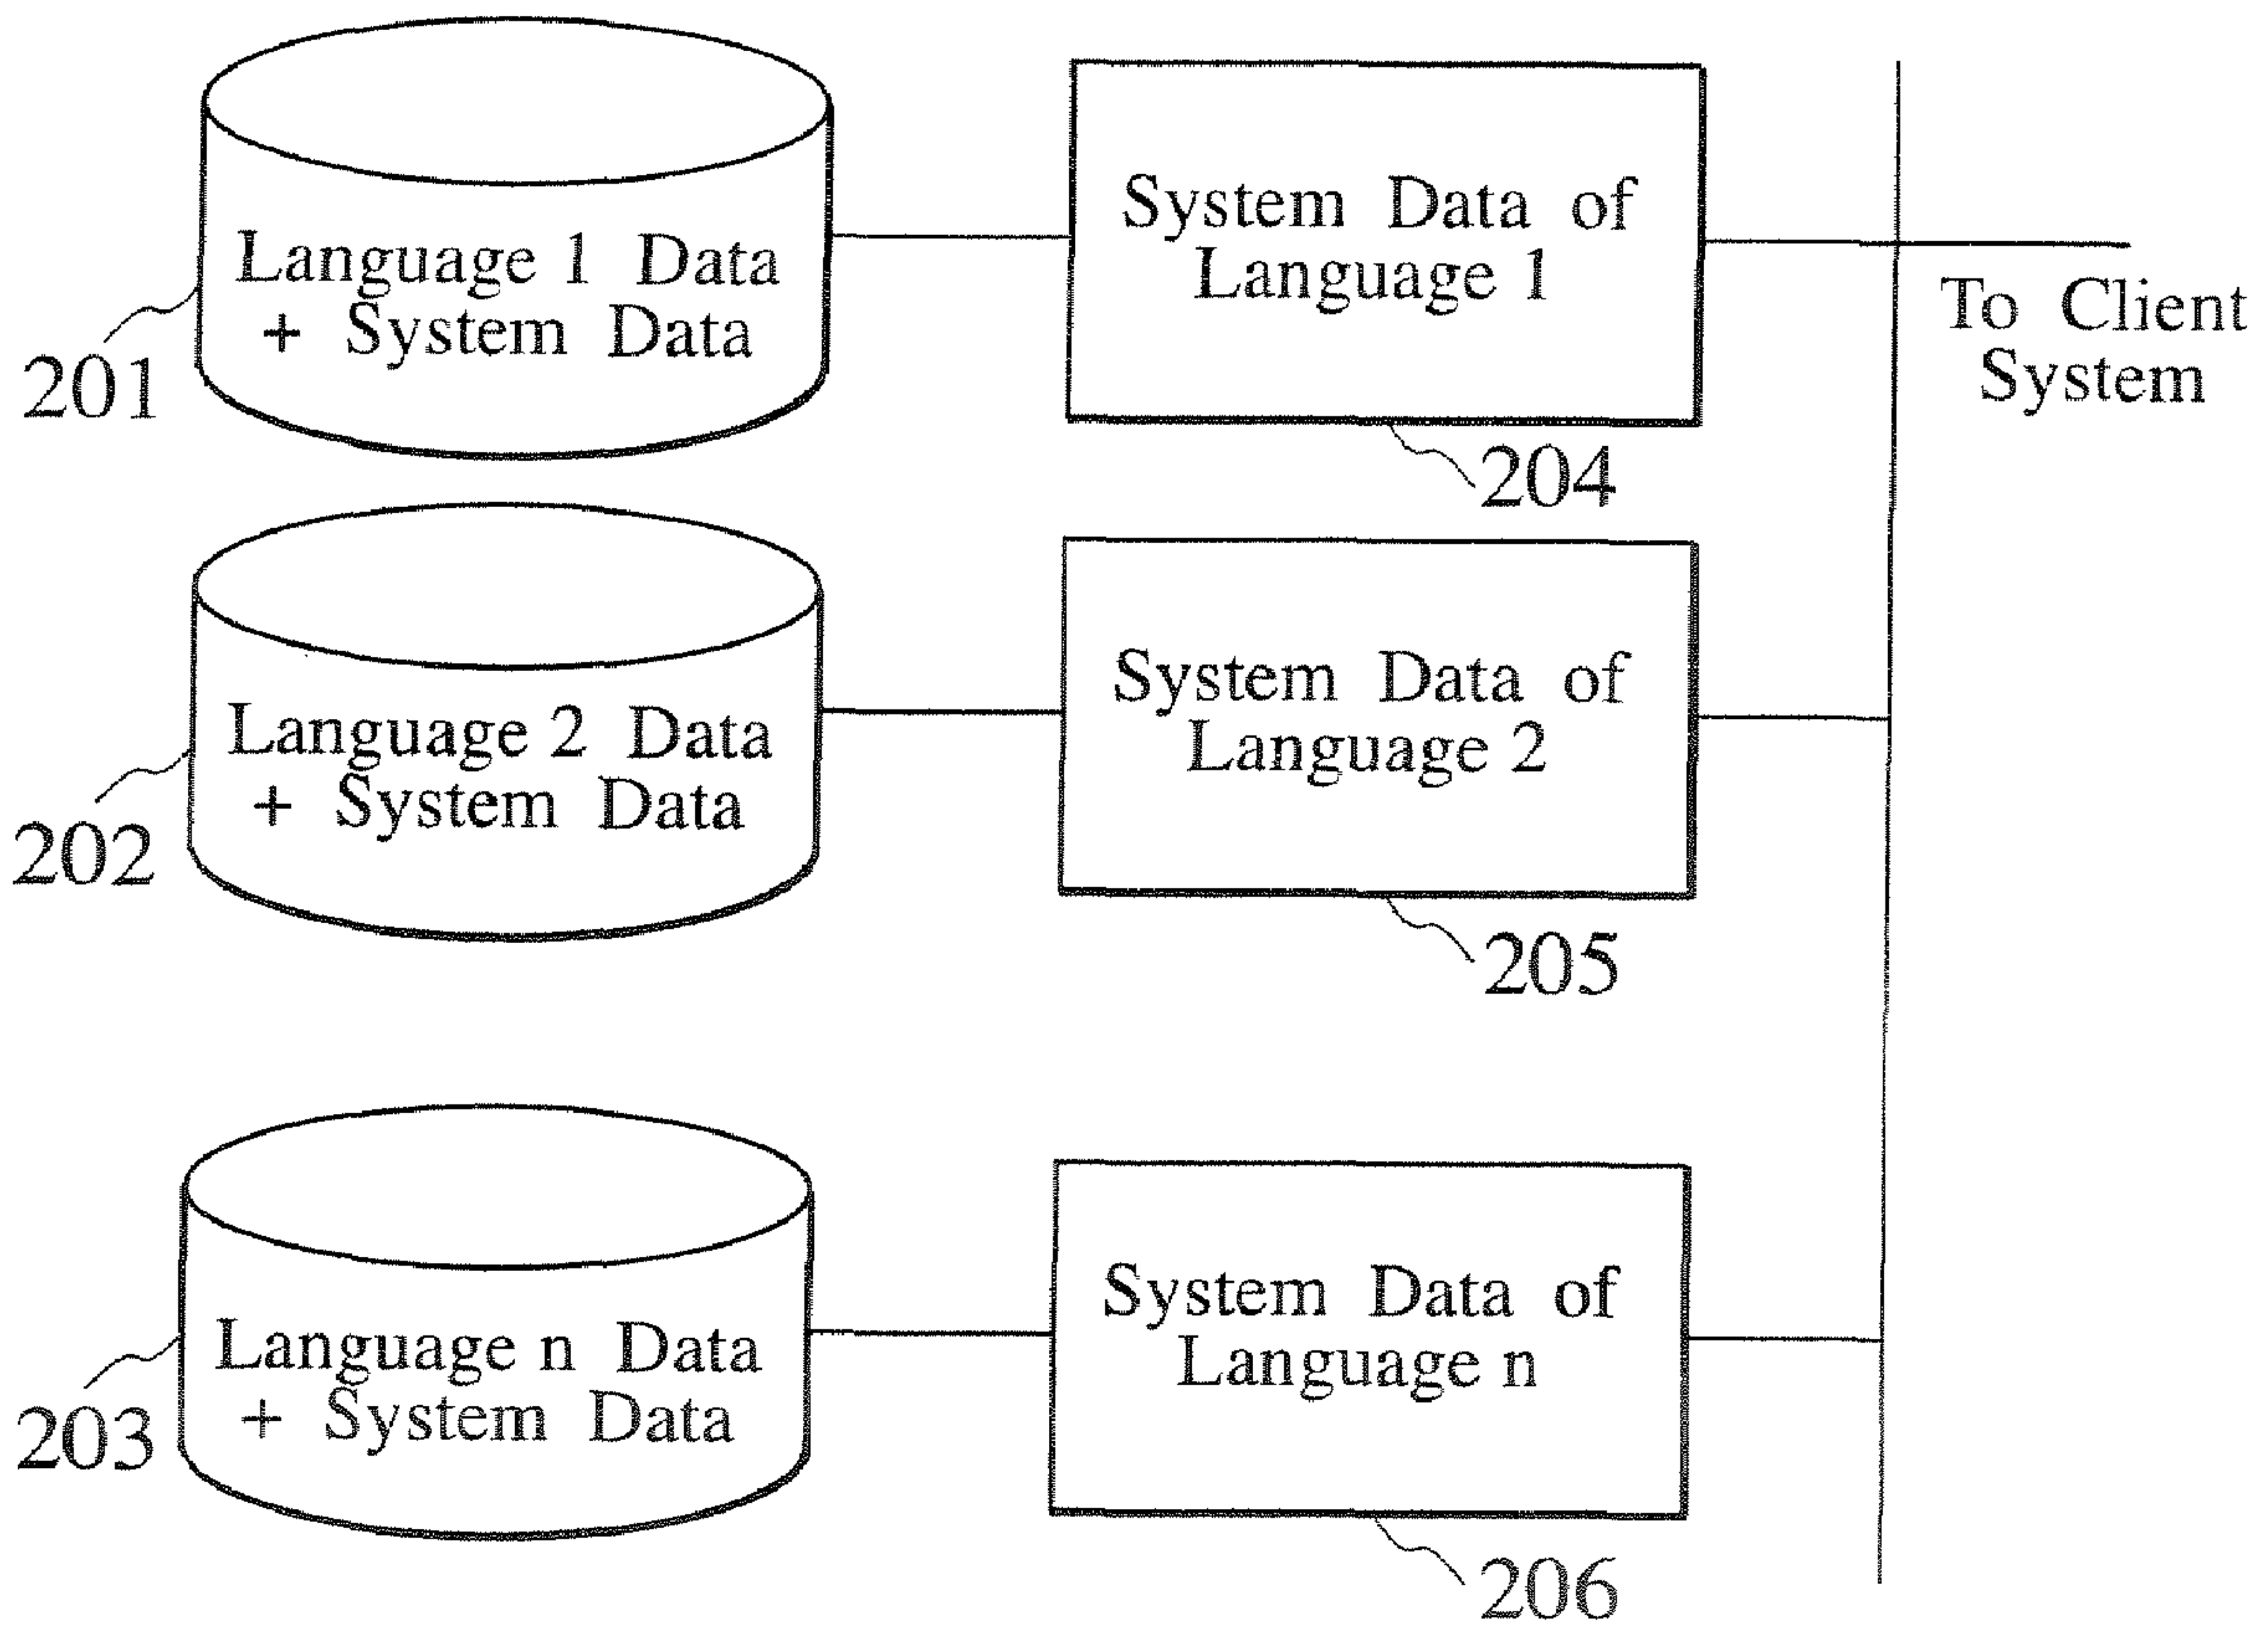 Language 1 Data
+ System Data
201
System Data of
Language 1
204
To Client
System
Language 2 Data
+ System Data
202
System Data of
Language 2
205
Language n Data
+ System Data
203
System Data of
Language n
206